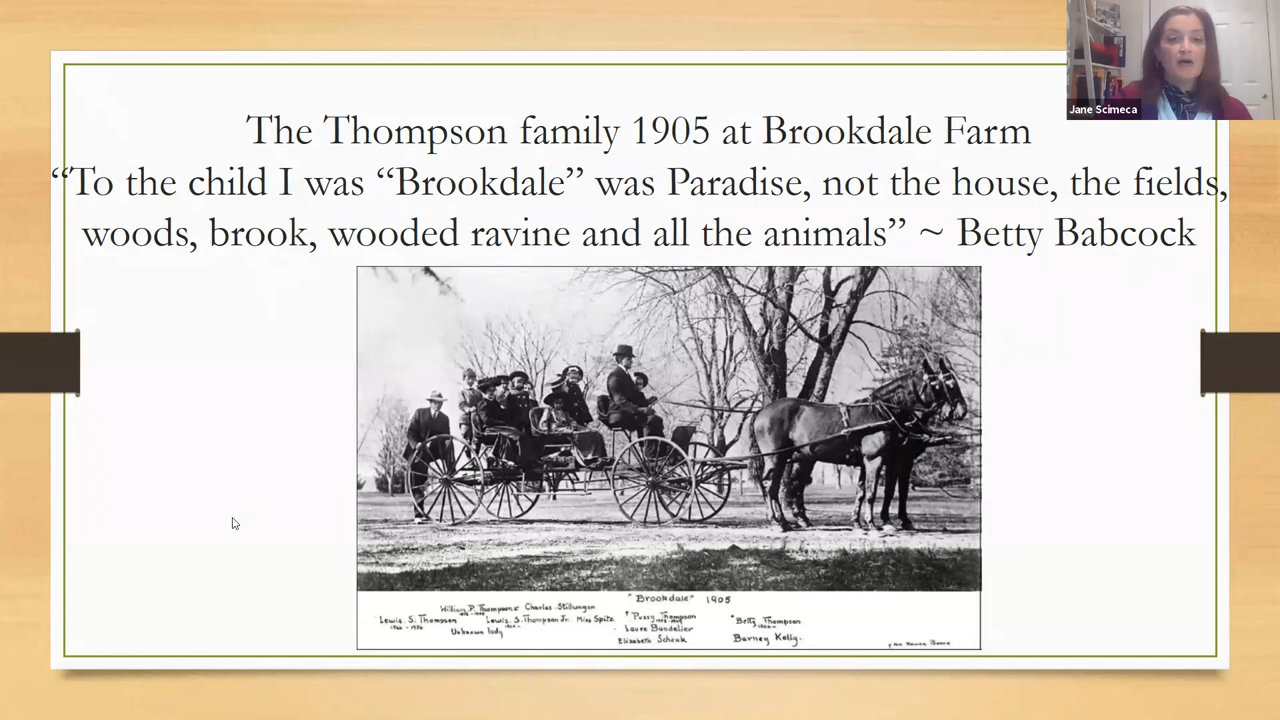 Jane Scimeca
The Thompson family 1905 at Brookdale Farm
“To the child I was “Brookdale” was Paradise, not the house, the fields,
woods, brook, wooded ravine and all the animals” ~ Betty Babcock
"Brookdale" 1905
William P. Thompson Charles Stillwagon
Lewis. S. Thompson Lewis. S. Thompson Jr. Miss Spitz
Unknown lady
Pussy Thompson
Laura Bandelier
Elizabeth Schenk
Betty Thompson
Barney Kelly